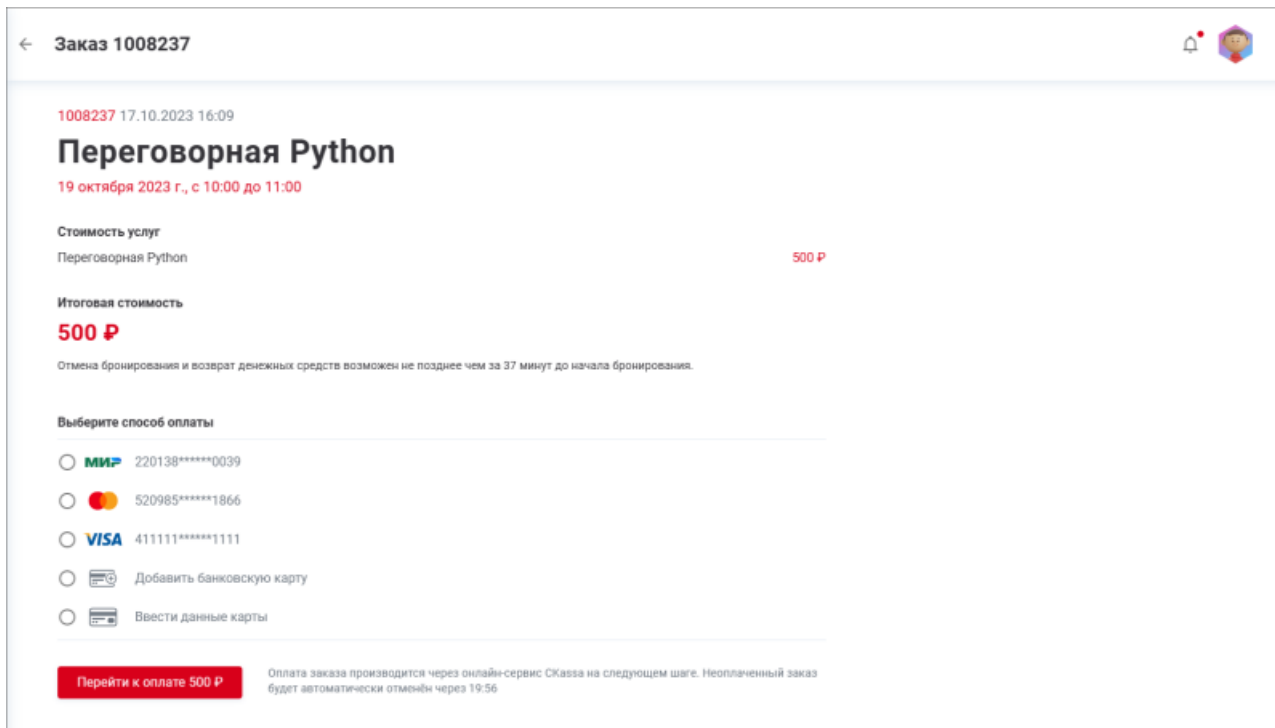 Заказ 1008237
1008237 17.10.2023 16:09
Переговорная Python
19 октября 2023 г., с 10:00 до 11:00
Стоимость услуг
Переговорная Python 500 ₽
Итоговая стоимость
500 ₽
Отмена бронирования и возврат денежных средств возможен не позднее чем за 37 минут до начала бронирования.
Выберите способ оплаты
МИР 220138******0039
520985******1866
VISA 411111******1111
Добавить банковскую карту
Ввести данные карты
Перейти к оплате 500 ₽
Оплата заказа производится через онлайн-сервис CKassa на следующем шаге. Неоплаченный заказ
будет автоматически отменён через 19:56